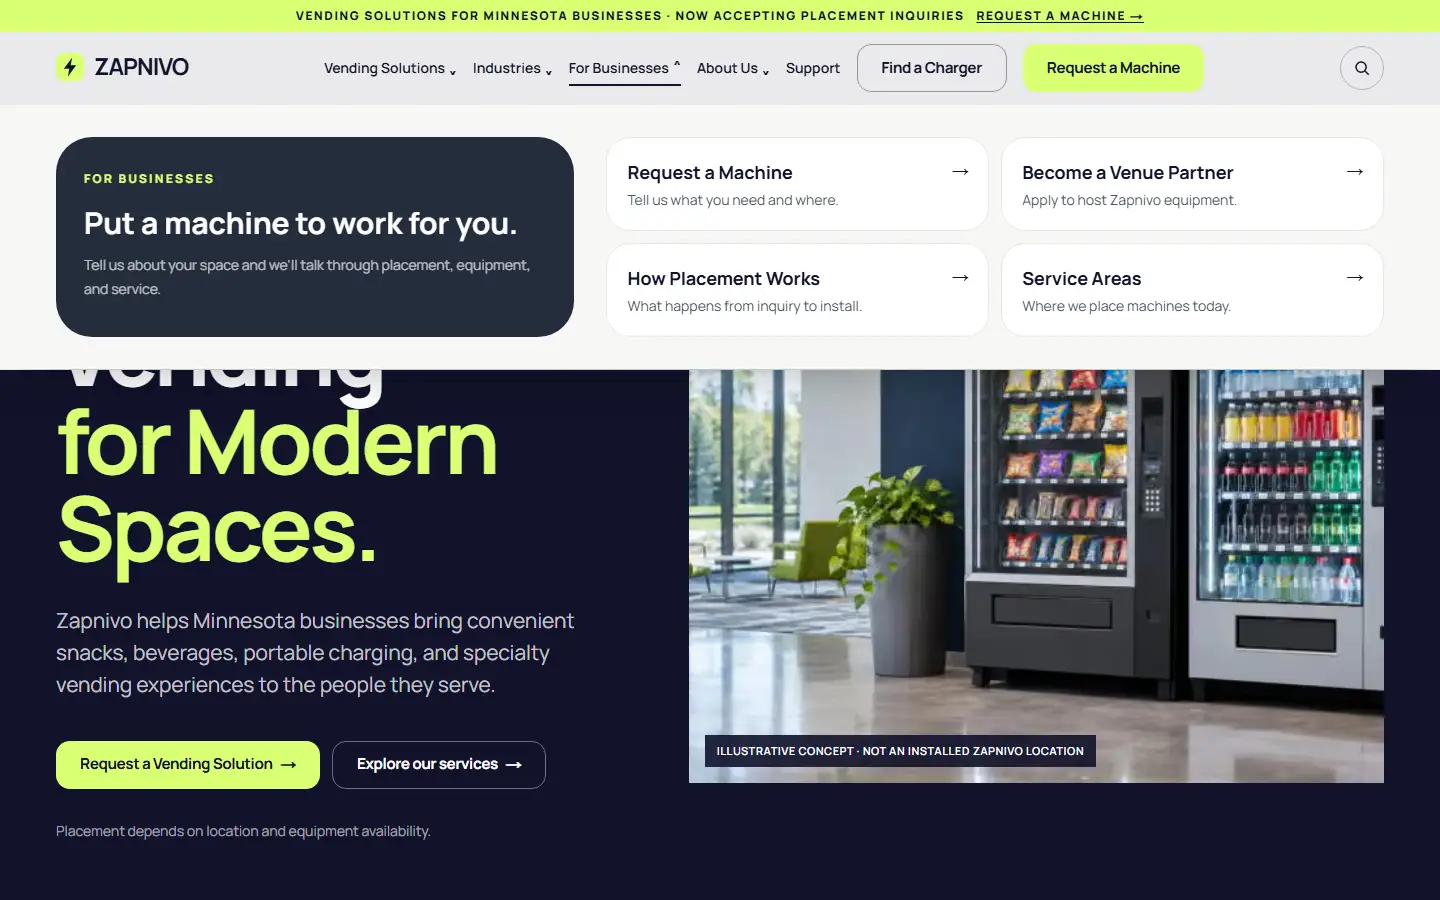 VENDING SOLUTIONS FOR MINNESOTA BUSINESSES · NOW ACCEPTING PLACEMENT INQUIRIES REQUEST A MACHINE →
ZAPNIVO
Vending Solutions
Industries
For Businesses
About Us
Support
Find a Charger
Request a Machine
FOR BUSINESSES
Put a machine to work for you.
Tell us about your space and we'll talk through placement, equipment,
and service.
Request a Machine →
Tell us what you need and where.
Become a Venue Partner →
Apply to host Zapnivo equipment.
How Placement Works →
What happens from inquiry to install.
Service Areas →
Where we place machines today.
Vending
for Modern
Spaces.
Zapnivo helps Minnesota businesses bring convenient
snacks, beverages, portable charging, and specialty
vending experiences to the people they serve.
Request a Vending Solution →
Explore our services →
Placement depends on location and equipment availability.
ILLUSTRATIVE CONCEPT · NOT AN INSTALLED ZAPNIVO LOCATION